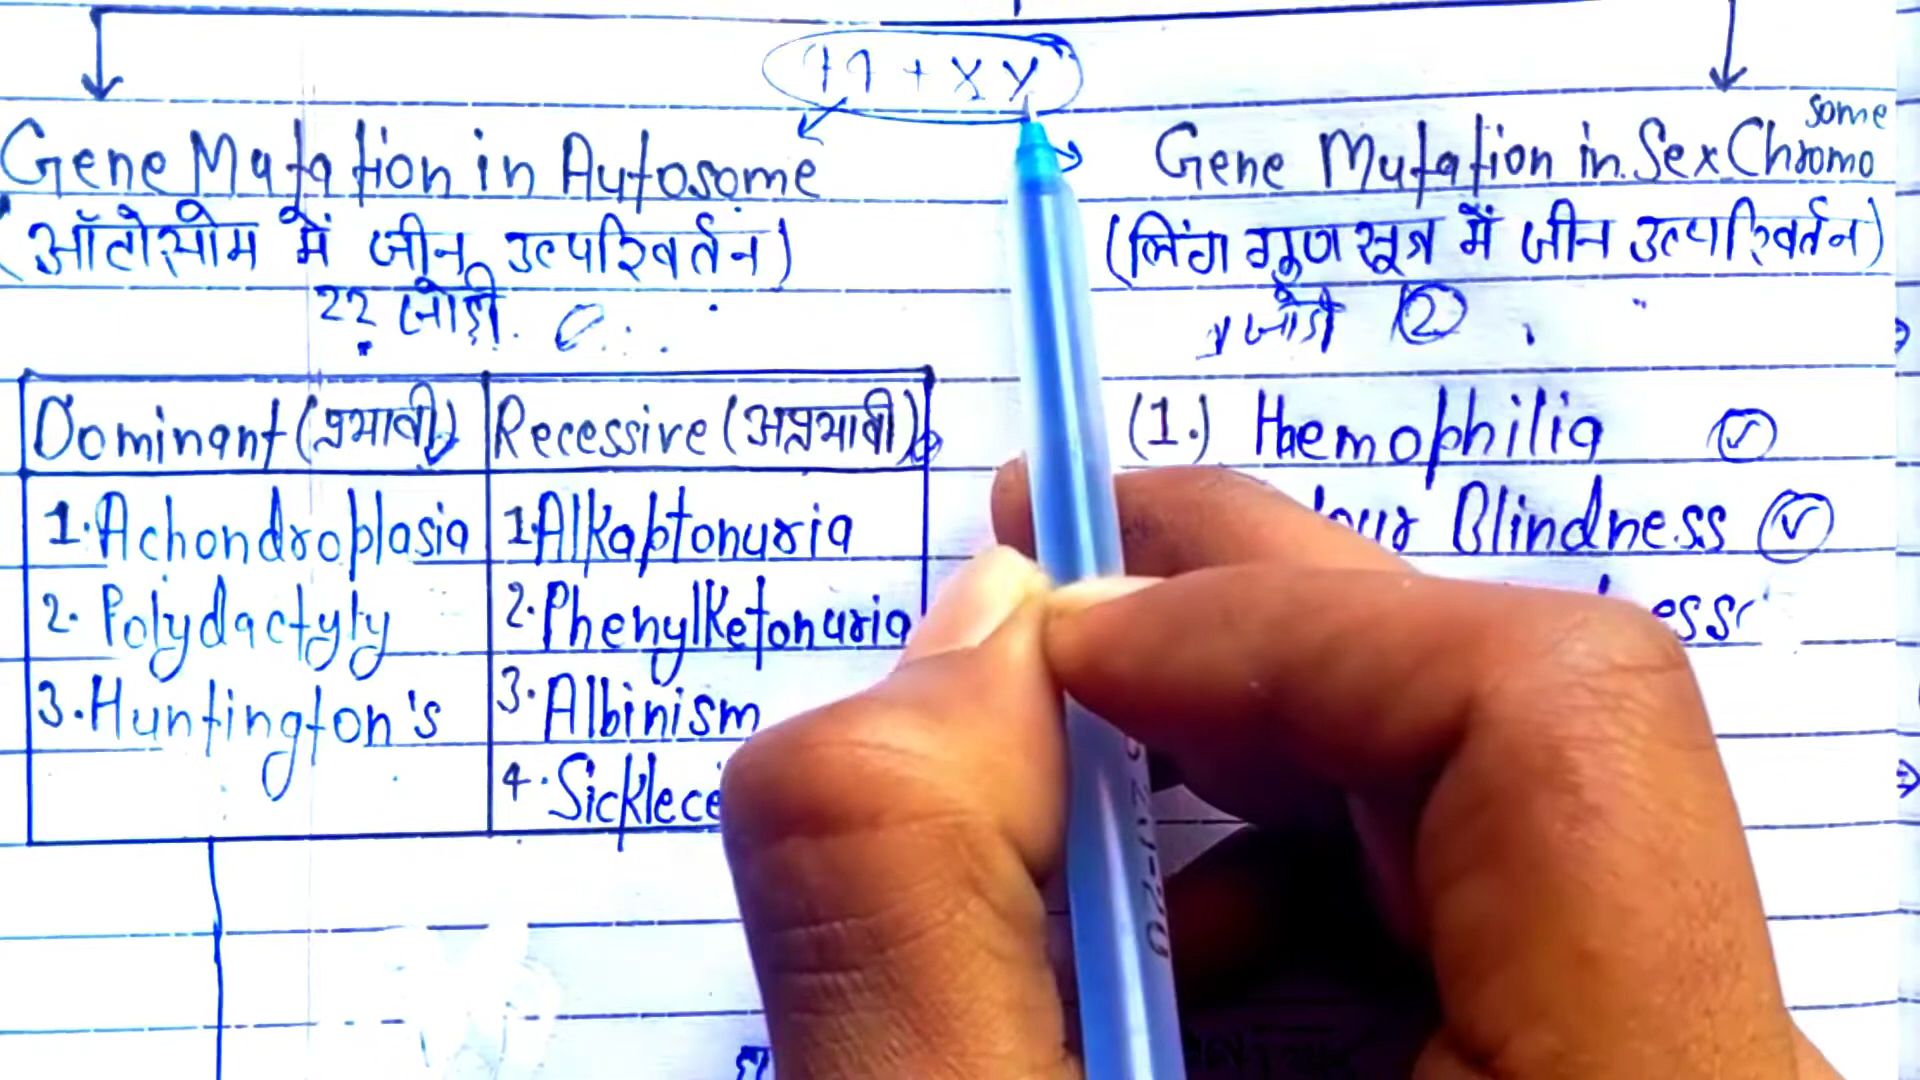 + X Y
Gene Mutation in Autosome
(ऑटोसोम में जीन उत्परिवर्तन)
22 जोड़ी
Dominant (प्रभावी)
Recessive (अप्रभावी)
1. Achondroplasia
1. Alkaptonuria
2. Polydactyly
2. Phenylketonuria
3. Huntington's
3. Albinism
4. Sicklece
Gene Mutation in Sex Chromo
some
(लिंग गुणसूत्र में जीन उत्परिवर्तन)
1 जोड़ी 2
(1.) Haemophilia
Blindness